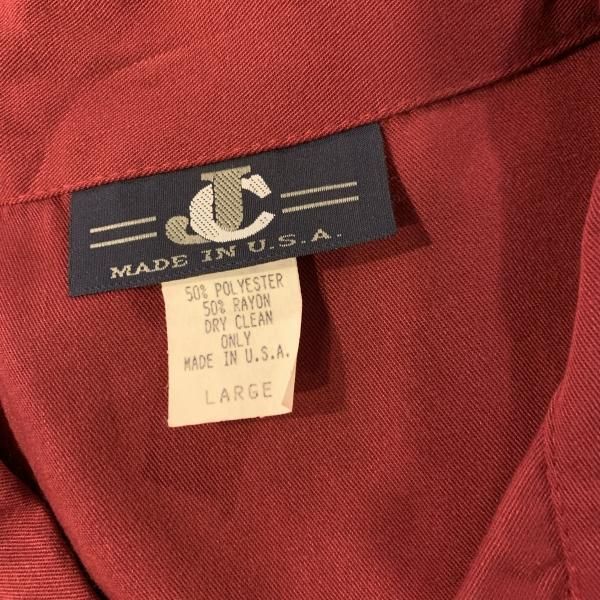 JC
MADE IN U.S.A.
50% POLYESTER
50% RAYON
DRY CLEAN
ONLY
MADE IN U.S.A.
LARGE